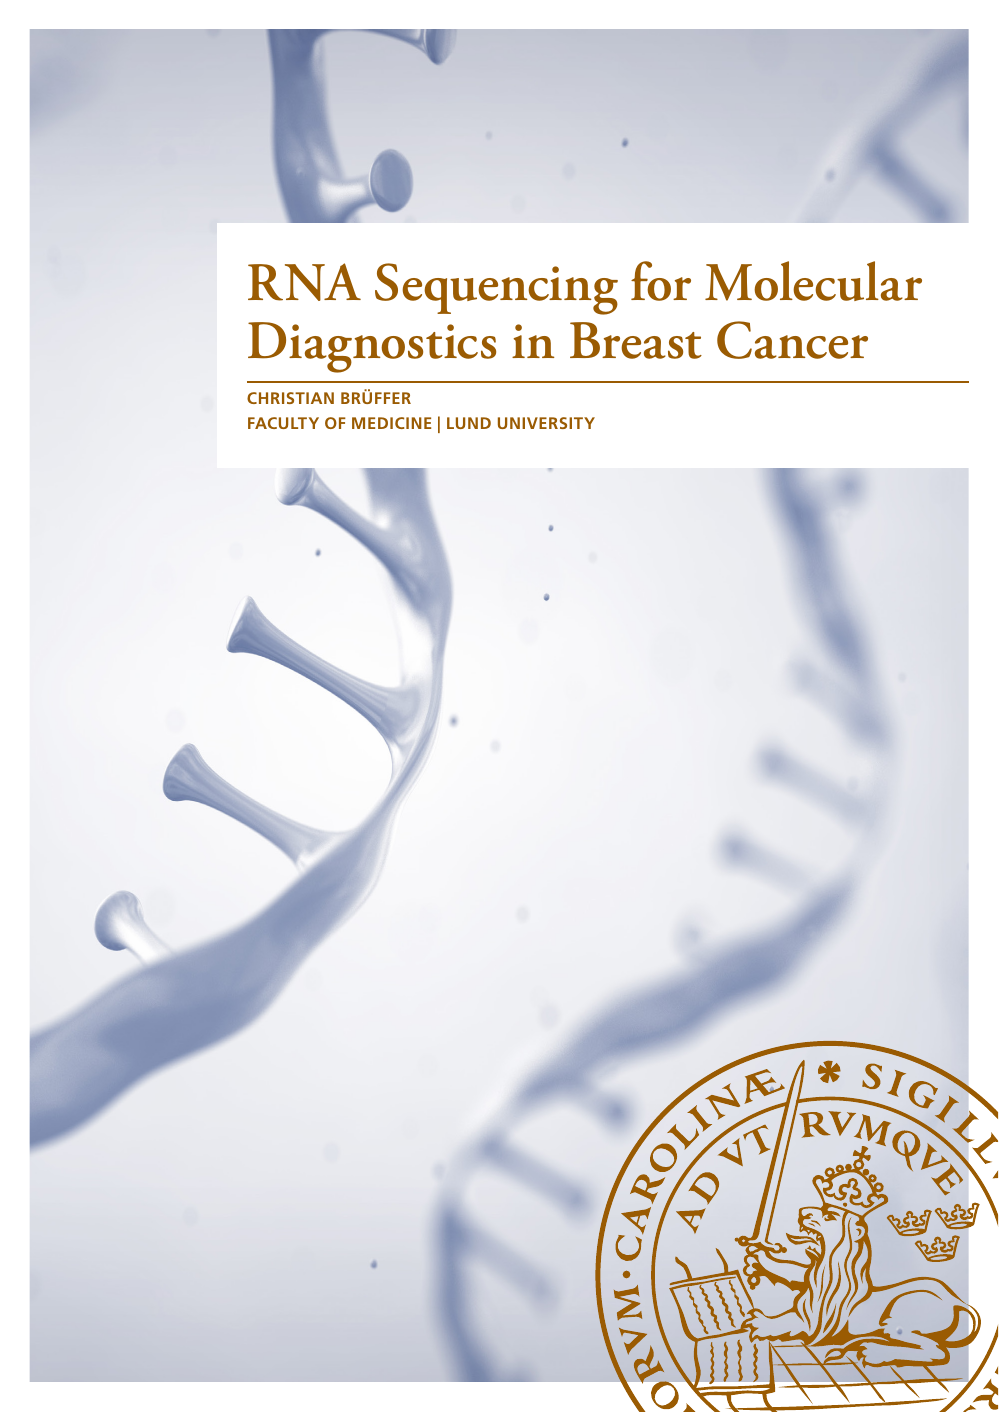 RNA Sequencing for Molecular
Diagnostics in Breast Cancer
CHRISTIAN BRÜFFER
FACULTY OF MEDICINE | LUND UNIVERSITY
ORVM · CAROLINÆ * SIGILL
AD VTRVMQVE